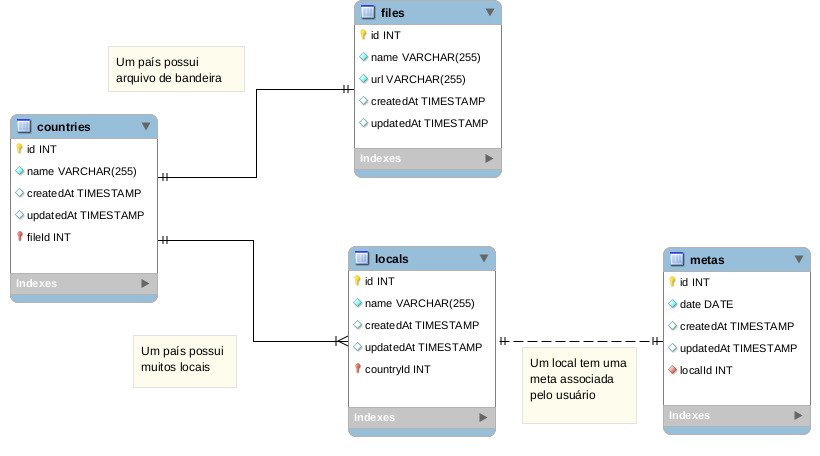 files
id INT
name VARCHAR(255)
url VARCHAR(255)
createdAt TIMESTAMP
updatedAt TIMESTAMP
Indexes
Um país possui
arquivo de bandeira
countries
id INT
name VARCHAR(255)
createdAt TIMESTAMP
updatedAt TIMESTAMP
fileId INT
Indexes
Um país possui
muitos locais
locals
id INT
name VARCHAR(255)
createdAt TIMESTAMP
updatedAt TIMESTAMP
countryId INT
Indexes
Um local tem uma
meta associada
pelo usuário
metas
id INT
date DATE
createdAt TIMESTAMP
updatedAt TIMESTAMP
localId INT
Indexes